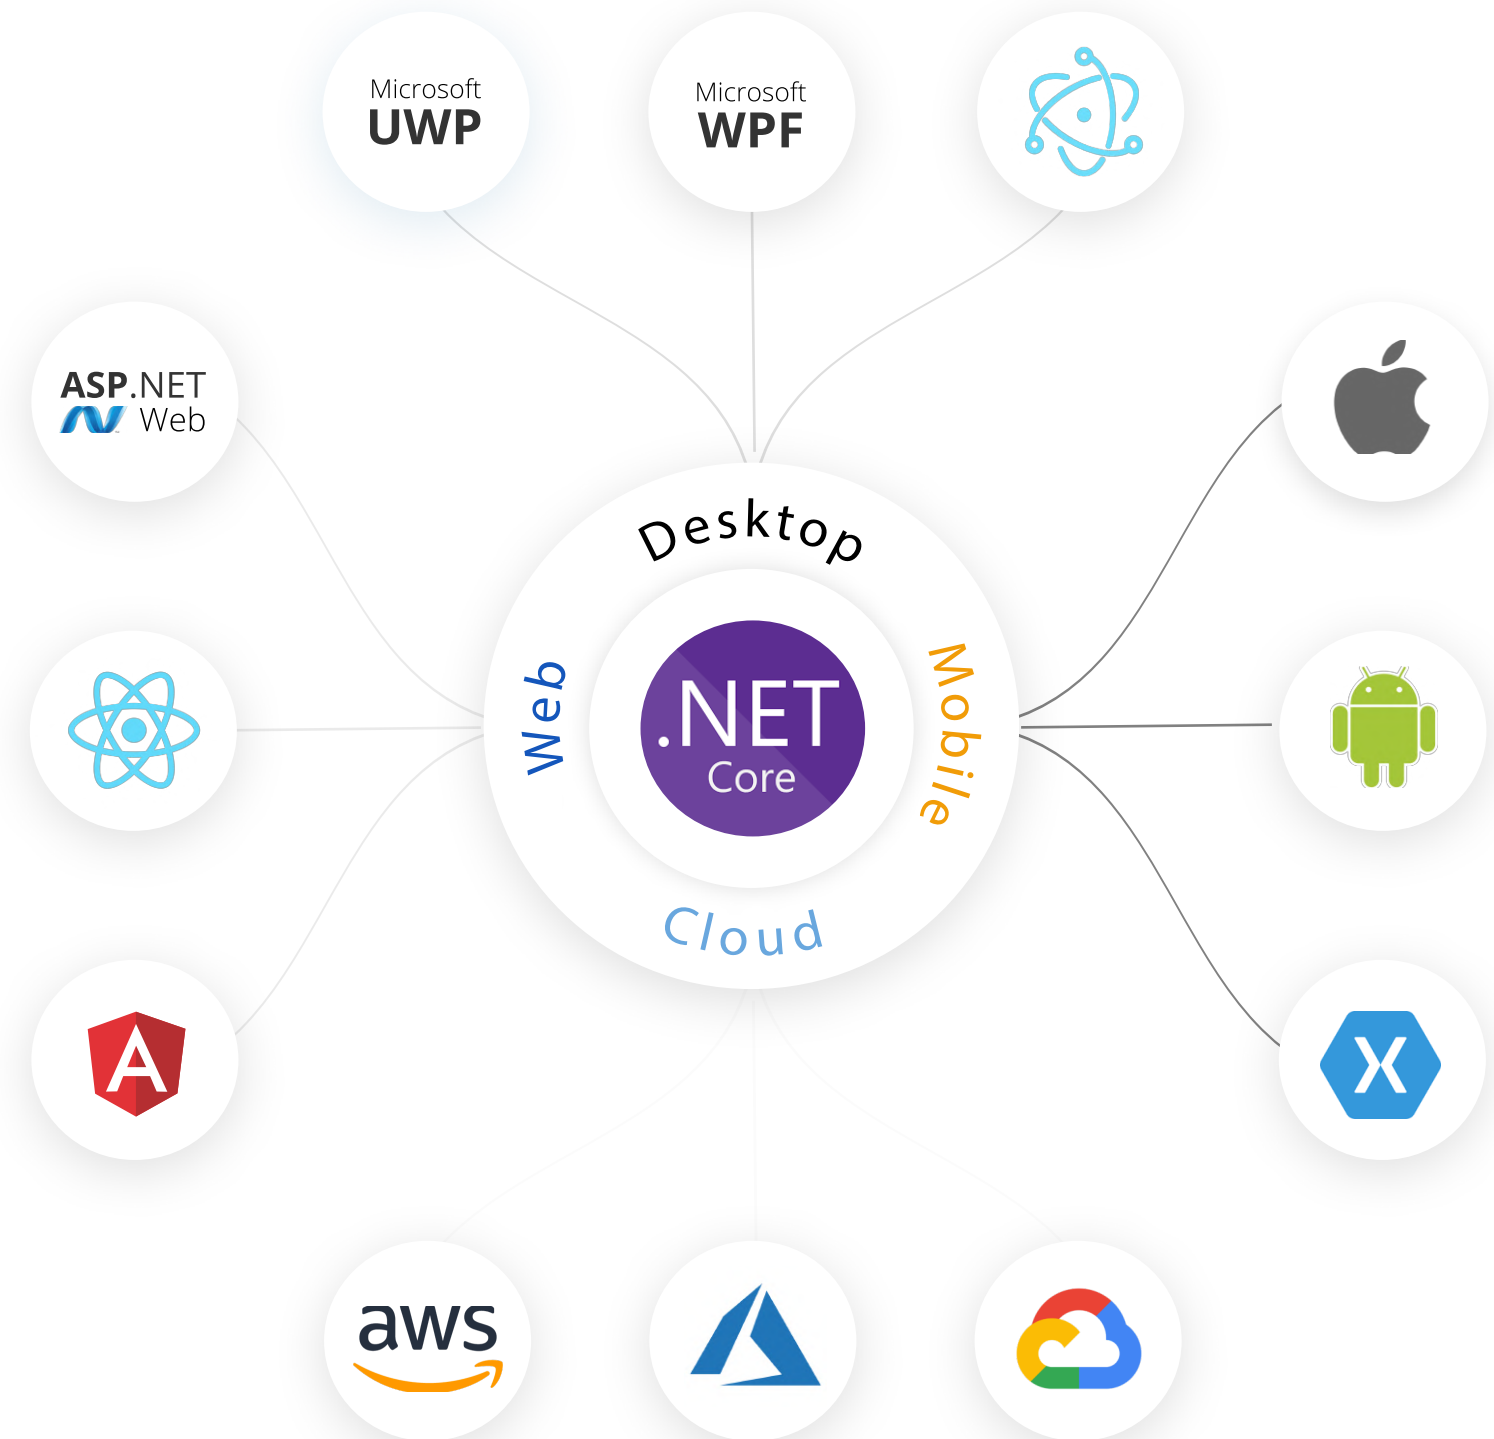 Microsoft
UWP
Microsoft
WPF
ASP.NET
Web
Desktop
Web
Mobile
.NET
Core
Cloud
A
X
aws